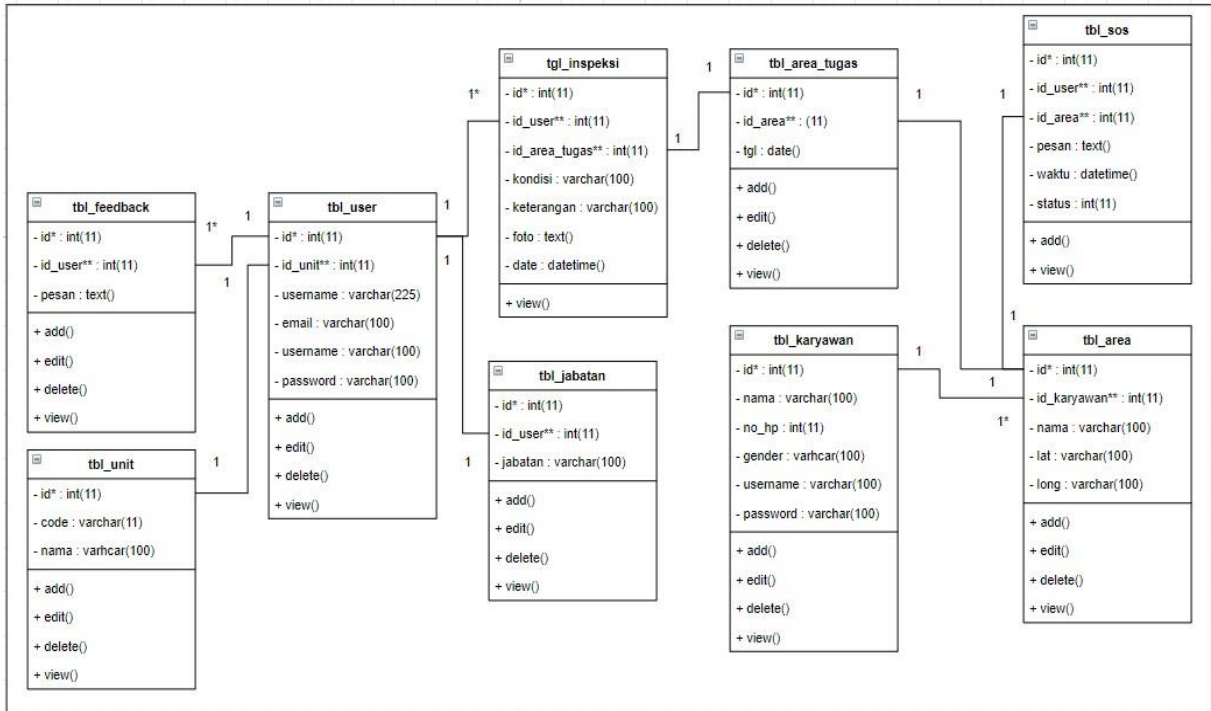 tbl_feedback
- id* : int(11)
- id_user** : int(11)
- pesan : text()
+ add()
+ edit()
+ delete()
+ view()
tbl_unit
- id* : int(11)
- code : varchar(11)
- nama : varhcar(100)
+ add()
+ edit()
+ delete()
+ view()
1*
1
1
1
tbl_user
- id* : int(11)
- id_unit** : int(11)
- username : varchar(225)
- email : varchar(100)
- username : varchar(100)
- password : varchar(100)
+ add()
+ edit()
+ delete()
+ view()
1
1
1*
1
tgl_inspeksi
- id* : int(11)
- id_user** : int(11)
- id_area_tugas** : int(11)
- kondisi : varchar(100)
- keterangan : varchar(100)
- foto : text()
- date : datetime()
+ view()
tbl_jabatan
- id* : int(11)
- id_user** : int(11)
- jabatan : varchar(100)
+ add()
+ edit()
+ delete()
+ view()
1
1
tbl_area_tugas
- id* : int(11)
- id_area** : (11)
- tgl : date()
+ add()
+ edit()
+ delete()
+ view()
tbl_karyawan
- id* : int(11)
- nama : varchar(100)
- no_hp : int(11)
- gender : varhcar(100)
- username : varchar(100)
- password : varchar(100)
+ add()
+ edit()
+ delete()
+ view()
1
1
1
1
1
1*
tbl_sos
- id* : int(11)
- id_user** : int(11)
- id_area** : int(11)
- pesan : text()
- waktu : datetime()
- status : int(11)
+ add()
+ view()
tbl_area
- id* : int(11)
- id_karyawan** : int(11)
- nama : varchar(100)
- lat : varchar(100)
- long : varchar(100)
+ add()
+ edit()
+ delete()
+ view()